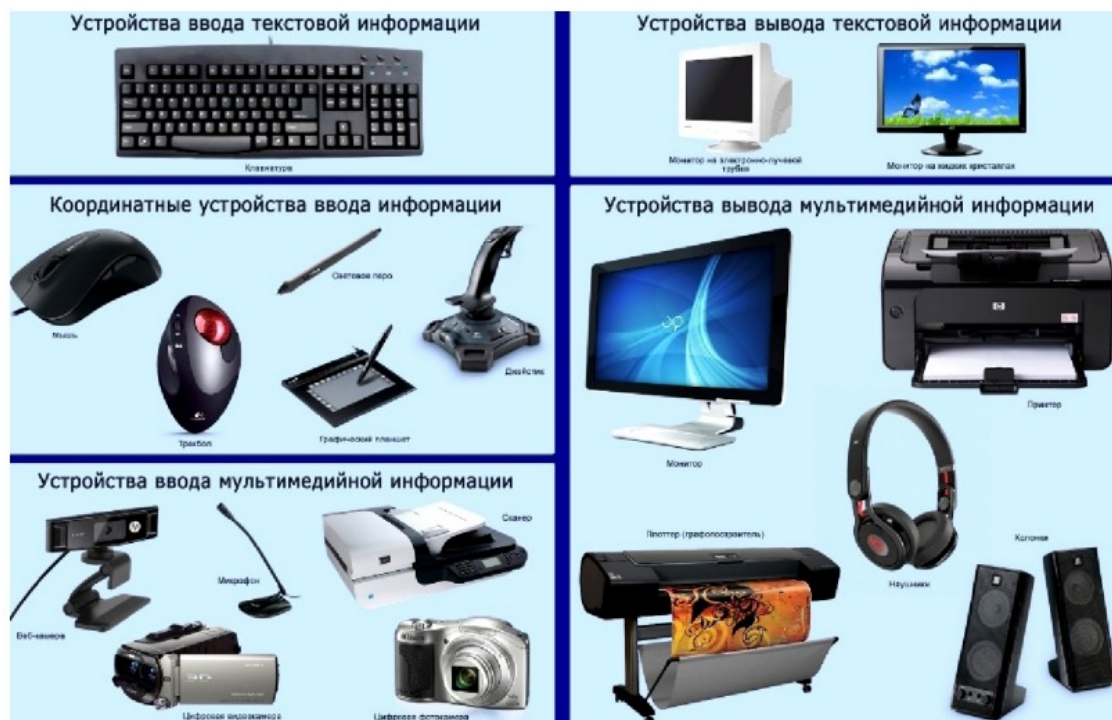 Устройства ввода текстовой информации
Клавиатура
Координатные устройства ввода информации
Мышь
Трекбол
Световое перо
Графический планшет
Джойстик
Устройства ввода мультимедийной информации
Веб-камера
Микрофон
Сканер
Цифровая видеокамера
Цифровая фотокамера
Устройства вывода текстовой информации
Монитор на электронно-лучевой
трубке
Монитор на жидких кристаллах
Устройства вывода мультимедийной информации
Монитор
Принтер
Плоттер (графопостроитель)
Наушники
Колонки